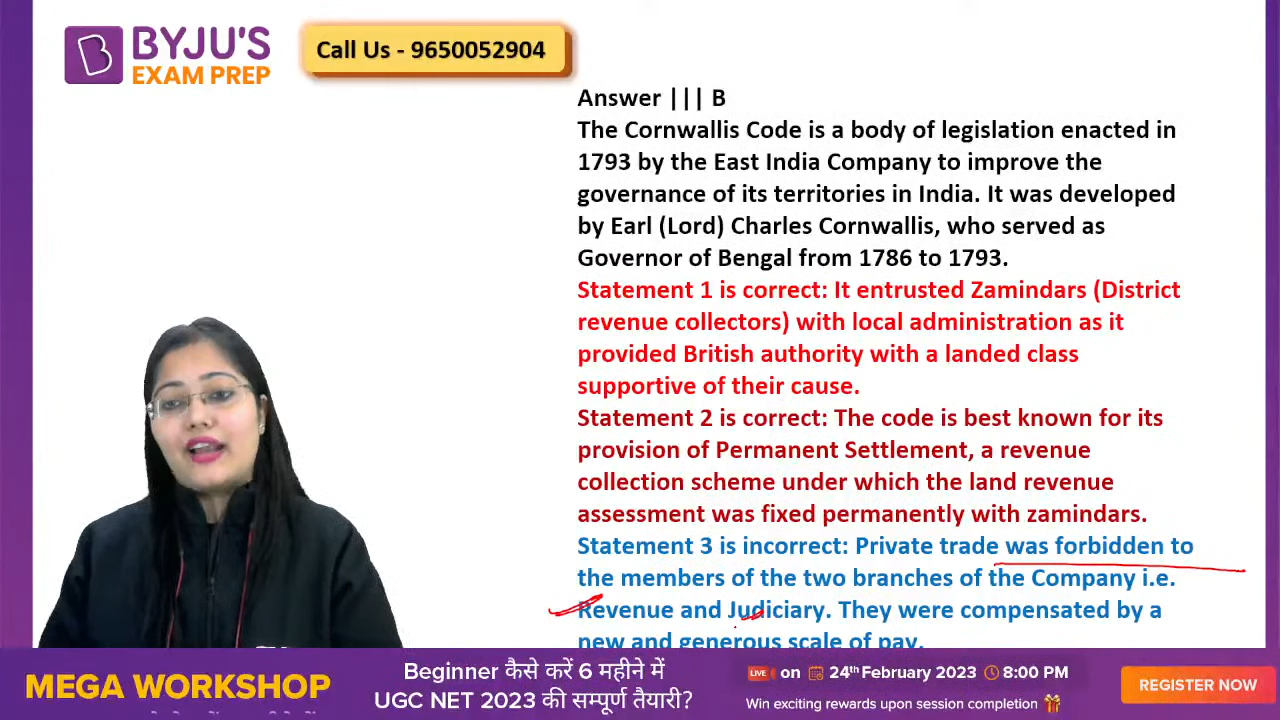 BYJU'S
EXAM PREP
Call Us - 9650052904
Answer ||| B
The Cornwallis Code is a body of legislation enacted in
1793 by the East India Company to improve the
governance of its territories in India. It was developed
by Earl (Lord) Charles Cornwallis, who served as
Governor of Bengal from 1786 to 1793.
Statement 1 is correct: It entrusted Zamindars (District
revenue collectors) with local administration as it
provided British authority with a landed class
supportive of their cause.
Statement 2 is correct: The code is best known for its
provision of Permanent Settlement, a revenue
collection scheme under which the land revenue
assessment was fixed permanently with zamindars.
Statement 3 is incorrect: Private trade was forbidden to
the members of the two branches of the Company i.e.
Revenue and Judiciary. They were compensated by a
new and generous scale of pay.
MEGA WORKSHOP
Beginner कैसे करें 6 महीने में
UGC NET 2023 की सम्पूर्ण तैयारी?
LIVE on 24th February 2023 8:00 PM
Win exciting rewards upon session completion
REGISTER NOW